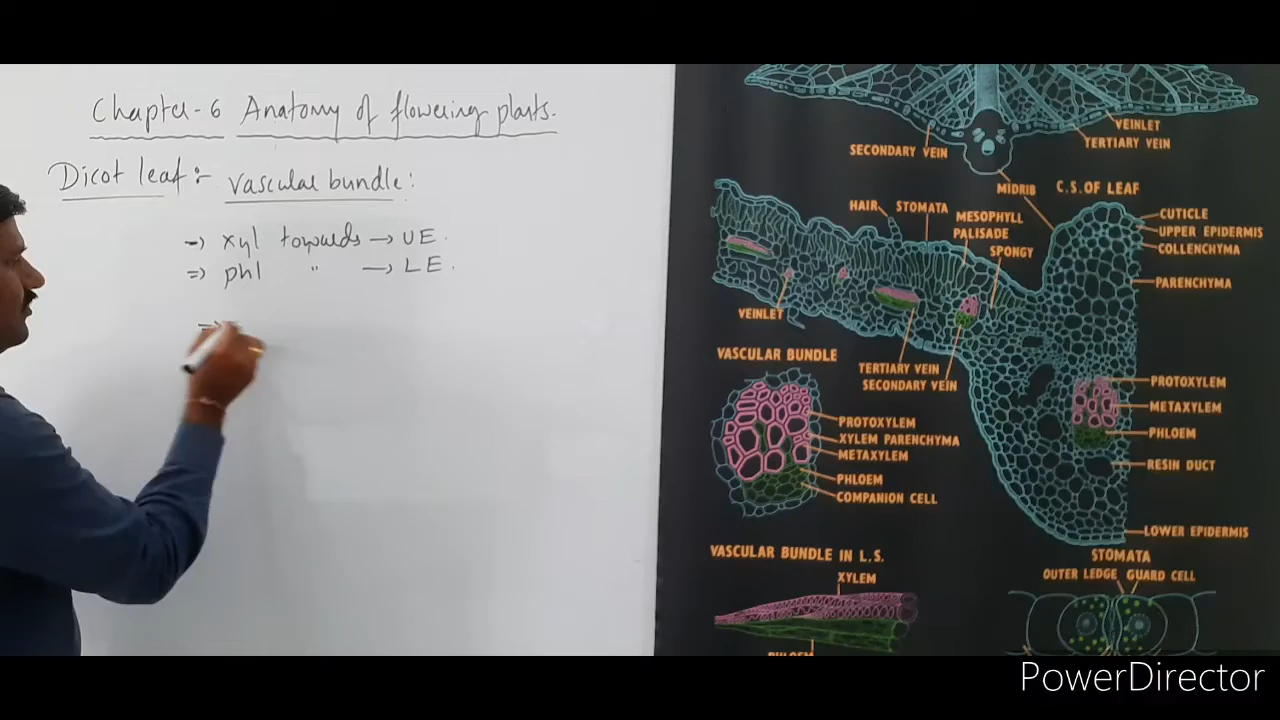 Chapter-6 Anatomy of flowering plants.
Dicot leaf:- Vascular bundle:
-) xyl towards → UE.
=) phl " → LE.
VEINLET
TERTIARY VEIN
SECONDARY VEIN
MIDRIB
C.S. OF LEAF
HAIR
STOMATA
MESOPHYLL
PALISADE
SPONGY
CUTICLE
UPPER EPIDERMIS
COLLENCHYMA
PARENCHYMA
VEINLET
TERTIARY VEIN
SECONDARY VEIN
PROTOXYLEM
METAXYLEM
PHLOEM
RESIN DUCT
LOWER EPIDERMIS
VASCULAR BUNDLE
PROTOXYLEM
XYLEM PARENCHYMA
METAXYLEM
PHLOEM
COMPANION CELL
VASCULAR BUNDLE IN L.S.
XYLEM
PHLOEM
STOMATA
OUTER LEDGE GUARD CELL
PowerDirector